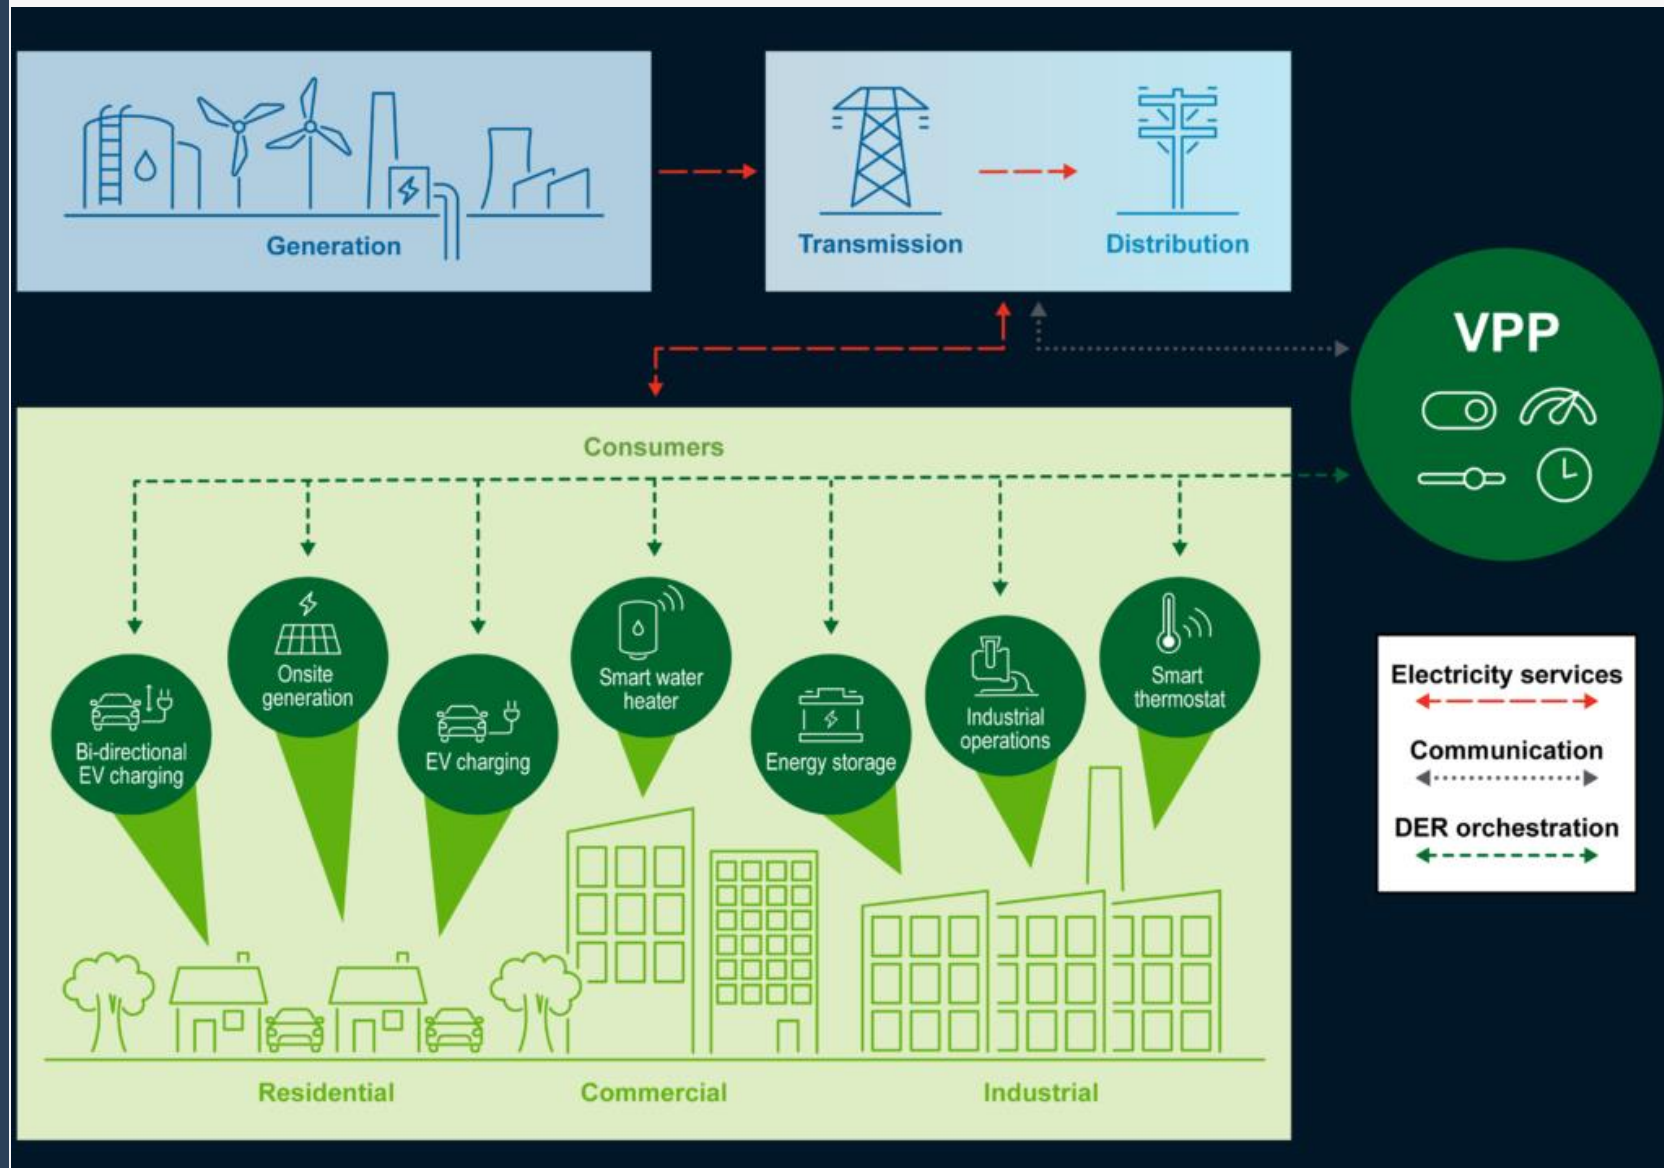 Generation
Transmission
Distribution
VPP
Consumers
Bi-directional
EV charging
Onsite
generation
EV charging
Smart water
heater
Energy storage
Industrial
operations
Smart
thermostat
Residential
Commercial
Industrial
Electricity services
Communication
DER orchestration